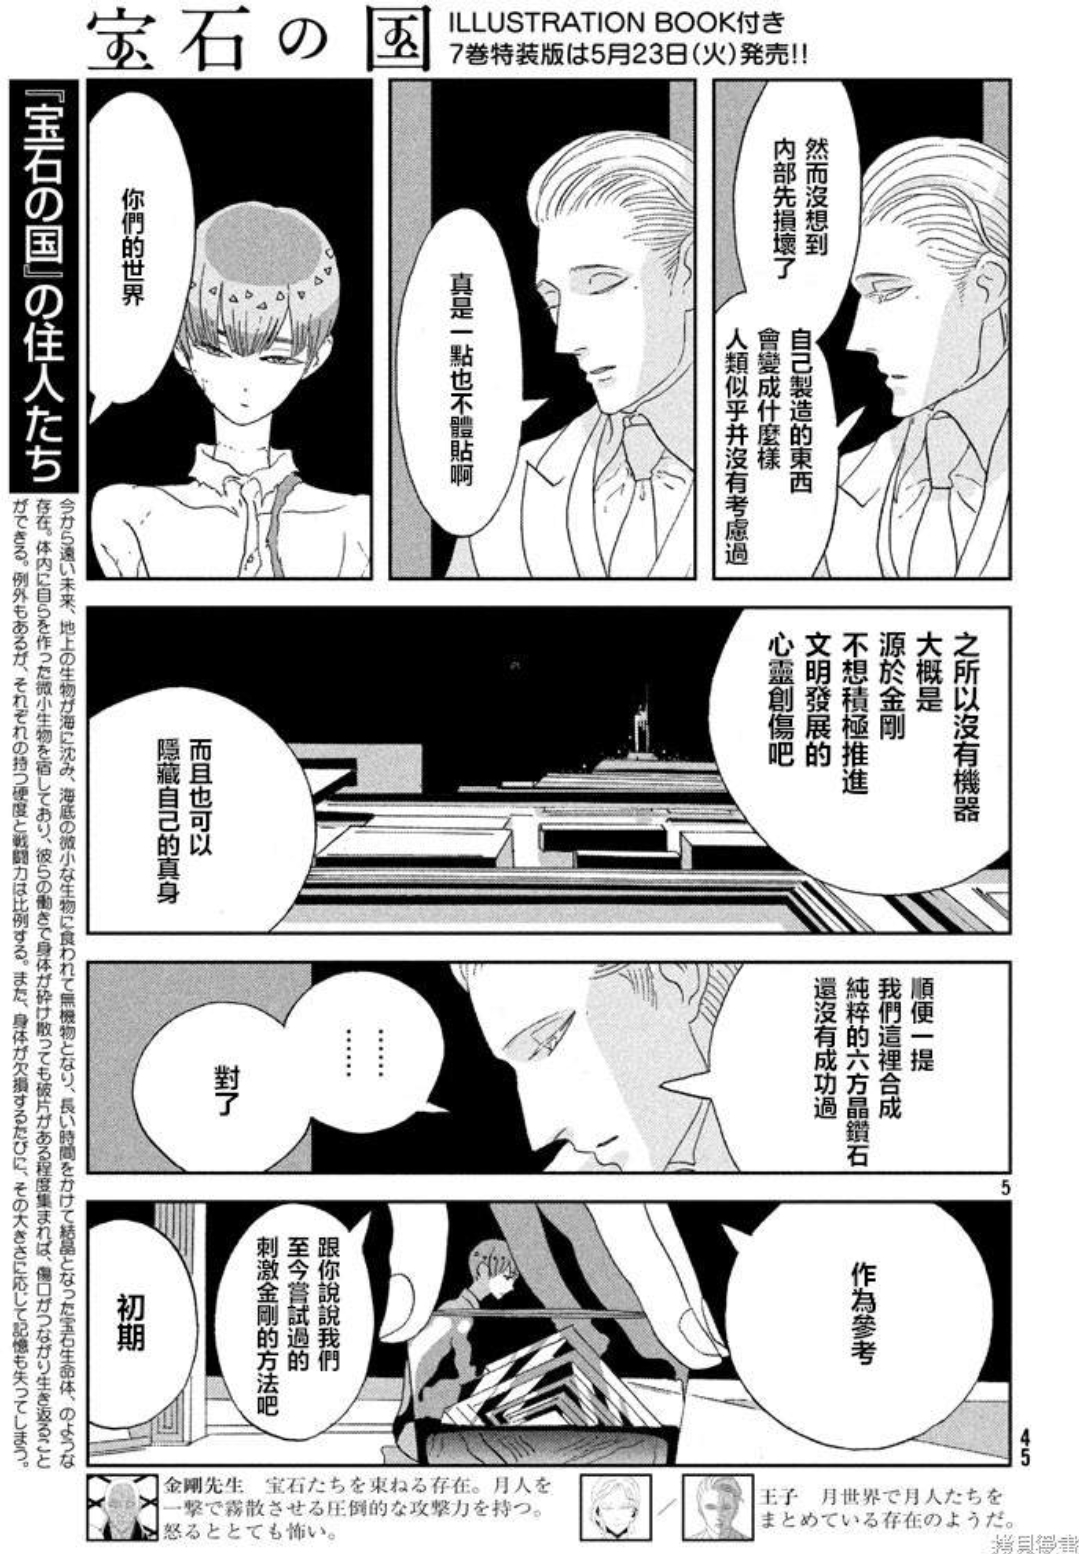 宝石の国
ILLUSTRATION BOOK付き
7巻特装版は5月23日(火)発売!!
『宝石の国』の住人たち
今から遠い未来、地上の生物が海に沈み、海底の微小な生物に食われて無機物となり、長い時間をかけて結晶となった宝石生命体、のような
存在。体内に自らを作った微小生物を宿しており、彼らの働きで身体が砕け散っても破片がある程度集まれば、傷口がつながり生き返ること
ができる。例外もあるが、それぞれの持つ硬度と戦闘力は比例する。また、身体が欠損するたびに、その大きさに応じて記憶も失ってしまう。
然而沒想到
內部先損壞了
自己製造的東西
會變成什麼樣
人類似乎并沒有考慮過
真是一點也不體貼啊
你們的世界
之所以沒有機器
大概是
源於金剛
不想積極推進
文明發展的
心靈創傷吧
而且也可以
隱藏自己的真身
順便一提
我們這裡合成
純粹的六方晶鑽石
還沒有成功過
……
……
對了
5
作為參考
跟你說說我們
至今嘗試過的
刺激金剛的方法吧
初期
45
金剛先生　宝石たちを束ねる存在。月人を
一撃で霧散させる圧倒的な攻撃力を持つ。
怒るととても怖い。
王子　月世界で月人たちを
まとめている存在のようだ。
拷貝漫畫